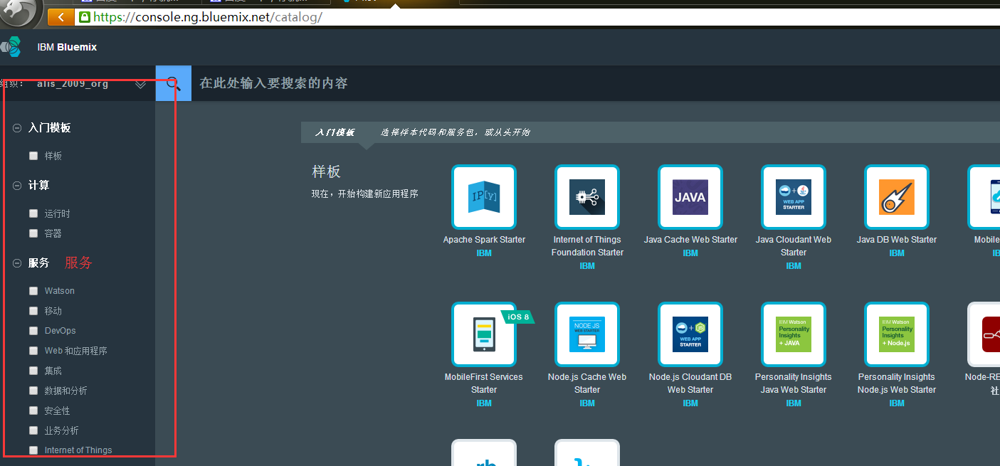 https://console.ng.bluemix.net/catalog/
IBM Bluemix
组织： alis_2009_org
在此处输入要搜索的内容
入门模板
样板
计算
运行时
容器
服务 服务
Watson
移动
DevOps
Web 和应用程序
集成
数据和分析
安全性
业务分析
Internet of Things
入门模板 选择样本代码和服务包，或从头开始
样板
现在，开始构建新应用程序
IP[y]
JAVA
WEB APP
STARTER
Apache Spark Starter
IBM
Internet of Things
Foundation Starter
IBM
Java Cache Web Starter
IBM
Java Cloudant Web
Starter
IBM
Java DB Web Starter
IBM
iOS 8
NODE JS
WEB STARTER
WEB APP
STARTER
IBM Watson
Personality
Insights
+ JAVA
IBM Watson
Personality
Insights
+ Node.js
MobileFirst Services
Starter
IBM
Node.js Cache Web
Starter
IBM
Node.js Cloudant DB
Web Starter
IBM
Personality Insights
Java Web Starter
IBM
Personality Insights
Node.js Web Starter
IBM